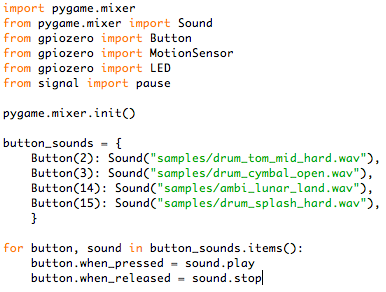 import pygame.mixer
from pygame.mixer import Sound
from gpiozero import Button
from gpiozero import MotionSensor
from gpiozero import LED
from signal import pause

pygame.mixer.init()

button_sounds = {
    Button(2): Sound("samples/drum_tom_mid_hard.wav"),
    Button(3): Sound("samples/drum_cymbal_open.wav"),
    Button(14): Sound("samples/ambi_lunar_land.wav"),
    Button(15): Sound("samples/drum_splash_hard.wav"),
    }

for button, sound in button_sounds.items():
    button.when_pressed = sound.play
    button.when_released = sound.stop